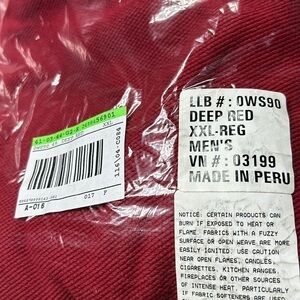 LLB # : 0WS90
DEEP RED
XXL-REG
MEN'S
VN # : 03199
MADE IN PERU
NOTICE: CERTAIN PRODUCTS CAN
BURN IF EXPOSED TO HEAT OR
FLAME. FABRICS WITH A FUZZY
SURFACE OR OPEN WEAVE ARE MORE
EASILY IGNITED. USE CAUTION
NEAR OPEN FLAMES, CANDLES,
CIGARETTES, KITCHEN RANGES,
FIREPLACES OR OTHER SOURCES
OF INTENSE HEAT, PARTICULARLY
IF FABRIC SOFTENERS ARE USED
XXL
017 F
A-016